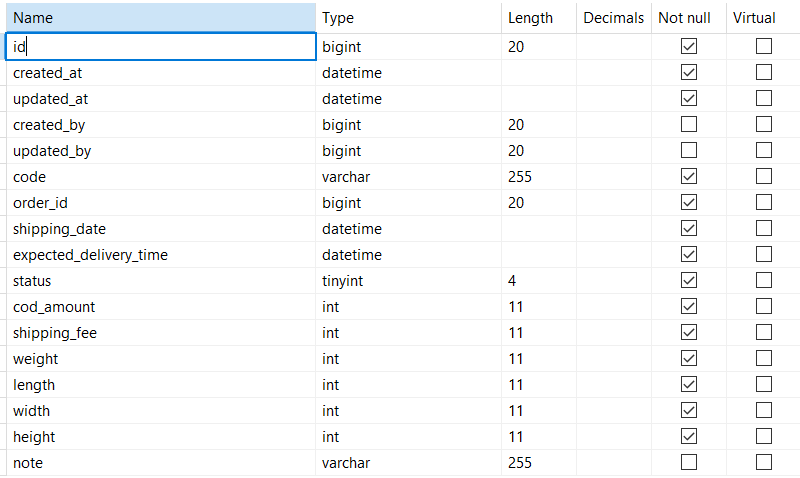 Name Type Length Decimals Not null Virtual
id bigint 20
created_at datetime
updated_at datetime
created_by bigint 20
updated_by bigint 20
code varchar 255
order_id bigint 20
shipping_date datetime
expected_delivery_time datetime
status tinyint 4
cod_amount int 11
shipping_fee int 11
weight int 11
length int 11
width int 11
height int 11
note varchar 255